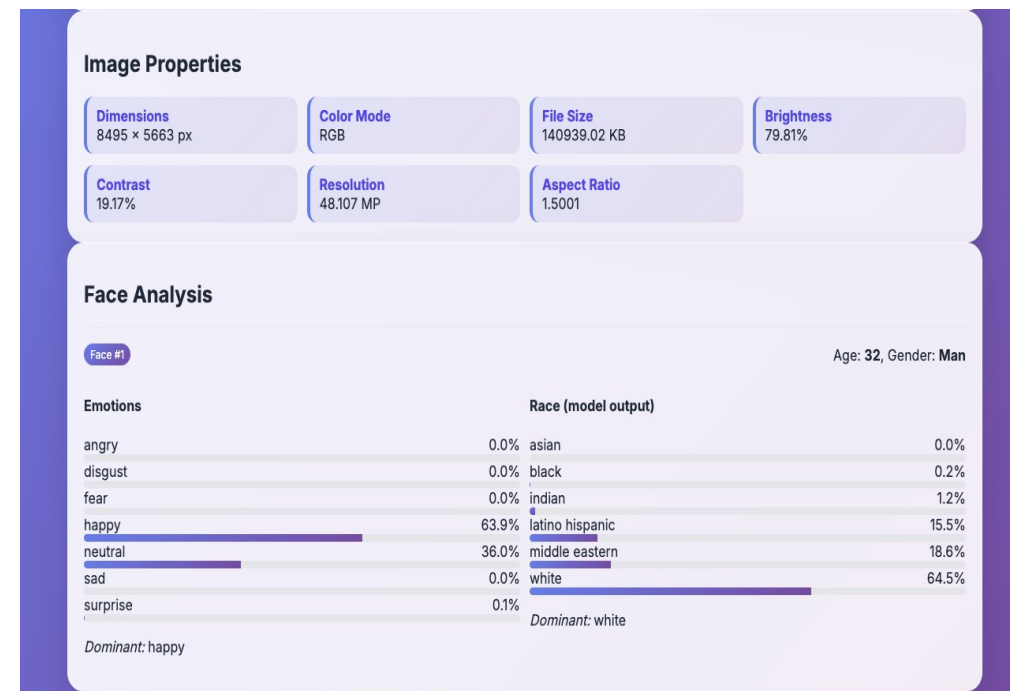 Image Properties
Dimensions
8495 × 5663 px
Color Mode
RGB
File Size
140939.02 KB
Brightness
79.81%
Contrast
19.17%
Resolution
48.107 MP
Aspect Ratio
1.5001
Face Analysis
Face #1
Age: 32, Gender: Man
Emotions
angry 0.0%
disgust 0.0%
fear 0.0%
happy 63.9%
neutral 36.0%
sad 0.0%
surprise 0.1%
Dominant: happy
Race (model output)
asian 0.0%
black 0.2%
indian 1.2%
latino hispanic 15.5%
middle eastern 18.6%
white 64.5%
Dominant: white